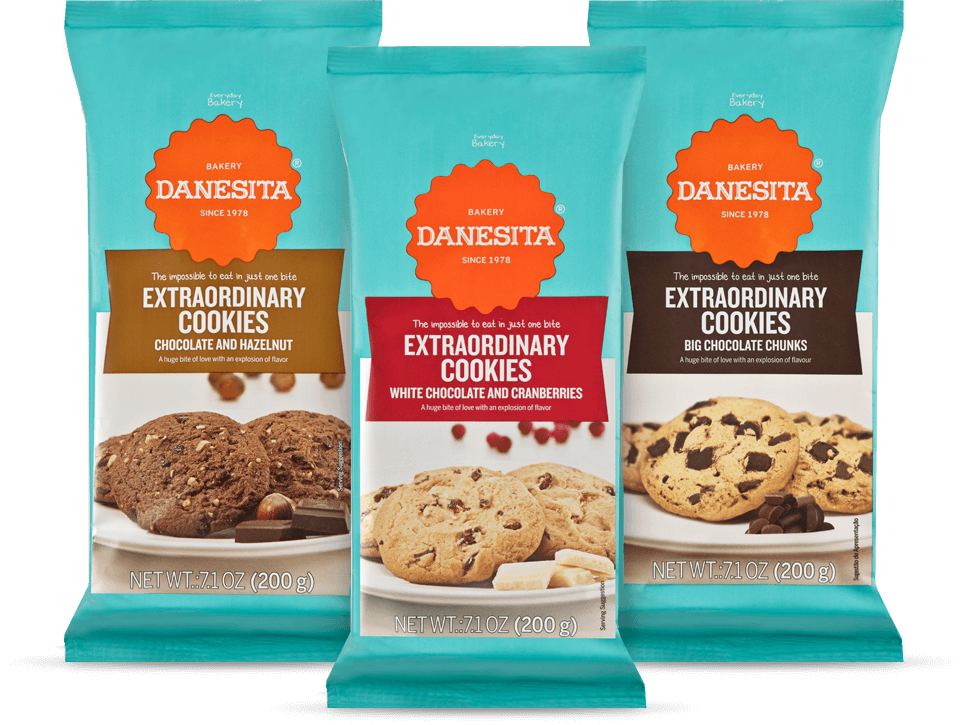 Everyday
Bakery
BAKERY
DANESITA®
SINCE 1978
The impossible to eat in just one bite
EXTRAORDINARY
COOKIES
CHOCOLATE AND HAZELNUT
A huge bite of love with an explosion of flavor
Serving Suggestion
NET WT.:7.1 OZ (200 g)
Everyday
Bakery
BAKERY
DANESITA®
SINCE 1978
The impossible to eat in just one bite
EXTRAORDINARY
COOKIES
WHITE CHOCOLATE AND CRANBERRIES
A huge bite of love with an explosion of flavor
Serving Suggestion
NET WT.:7.1 OZ (200 g)
Everyday
Bakery
BAKERY
DANESITA®
SINCE 1978
The impossible to eat in just one bite
EXTRAORDINARY
COOKIES
BIG CHOCOLATE CHUNKS
A huge bite of love with an explosion of flavour
Sugestão de Apresentação
NET WT.:7.1 OZ (200 g)